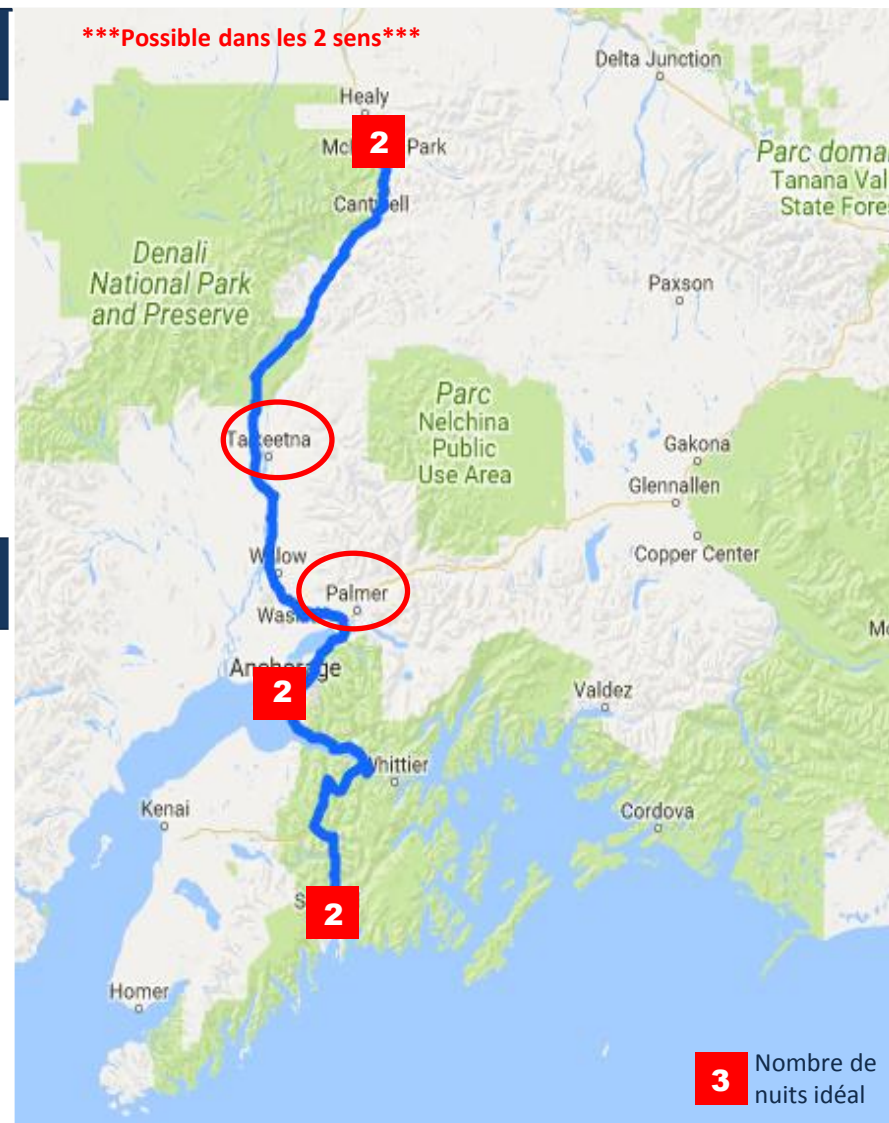 ***Possible dans les 2 sens***
Delta Junction
Healy
2
Park
Parc
Tanana Val
State Fore
Cantwell
Denali
National Park
and Preserve
Paxson
Parc
Nelchina
Public
Use Area
Talkeetna
Gakona
Glennallen
Willow
Copper Center
Palmer
Anchorage
2
Valdez
Whittier
Kenai
Cordova
2
Homer
3
Nombre de
nuits idéal